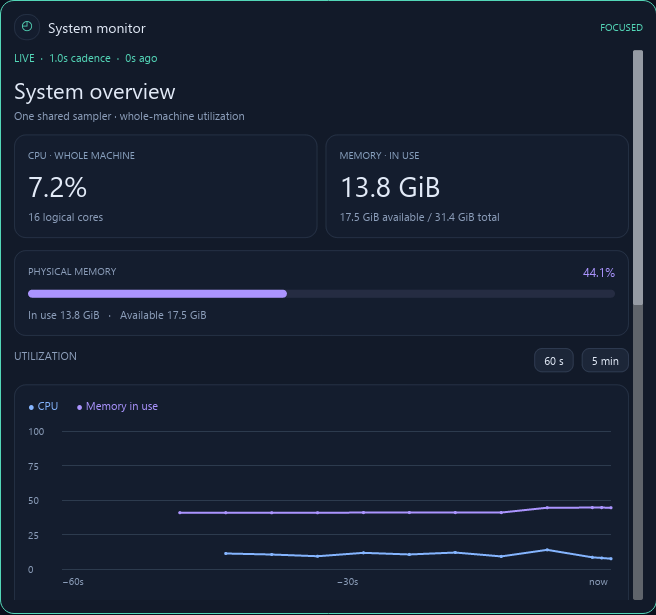 System monitor
FOCUSED
LIVE · 1.0s cadence · 0s ago
System overview
One shared sampler · whole-machine utilization
CPU · WHOLE MACHINE
7.2%
16 logical cores
MEMORY · IN USE
13.8 GiB
17.5 GiB available / 31.4 GiB total
PHYSICAL MEMORY
44.1%
In use 13.8 GiB · Available 17.5 GiB
UTILIZATION
60 s
5 min
CPU
Memory in use
100
75
50
25
0
−60s
−30s
now